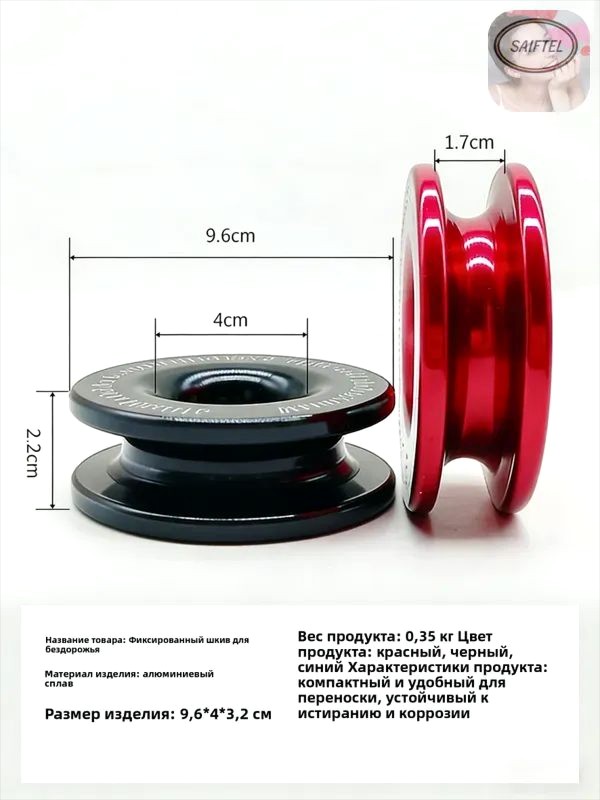 SAIFTEL
1.7cm
9.6cm
4cm
2.2cm
Название товара: Фиксированный шкив для
бездорожья
Материал изделия: алюминиевый
сплав
Размер изделия: 9,6*4*3,2 см
Вес продукта: 0,35 кг Цвет
продукта: красный, черный,
синий Характеристики продукта:
компактный и удобный для
переноски, устойчивый к
истиранию и коррозии